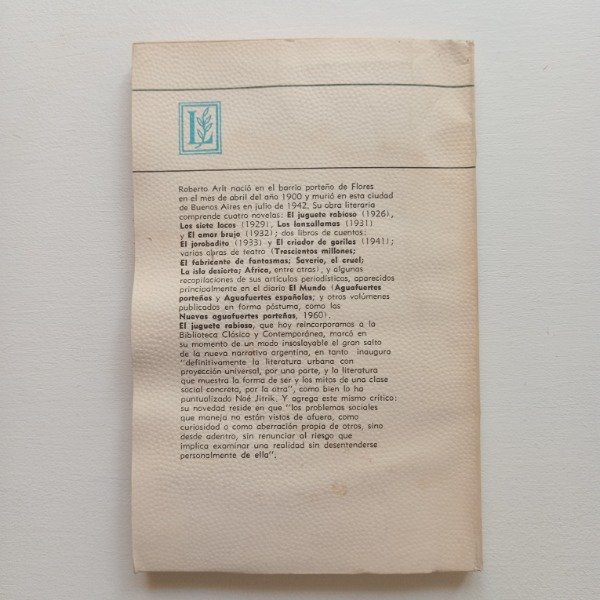 L
Roberto Arlt nació en el barrio porteño de Flores
en el mes de abril del año 1900 y murió en esta ciudad
de Buenos Aires en julio de 1942. Su obra literaria
comprende cuatro novelas: El juguete rabioso (1926),
Los siete locos (1929), Los lanzallamas (1931)
y El amor brujo (1932); dos libros de cuentos:
El jorobadito (1933) y El criador de gorilas (1941);
varias obras de teatro (Trescientos millones;
El fabricante de fantasmas; Saverio, el cruel;
La isla desierta; Africa, entre otras), y algunas
recopilaciones de sus artículos periodísticos, aparecidos
principalmente en el diario El Mundo (Aguafuertes
porteñas y Aguafuertes españolas; y otros volúmenes
publicados en forma póstuma, como las
Nuevas aguafuertes porteñas, 1960).
El juguete rabioso, que hoy reincorporamos a la
Biblioteca Clásica y Contemporánea, marcó en
su momento de un modo insoslayable el gran salto
de la nueva narrativa argentina, en tanto inauguro
"definitivamente la literatura urbana con
proyección universal, por una parte, y la literatura
que muestra la forma de ser y los mitos de una clase
social concreta, por la otra", como bien lo ha
puntualizado Noé Jitrik. Y agrega este mismo crítico:
su novedad reside en que "los problemas sociales
que maneja no están vistos de afuera, como
curiosidad o como aberración propia de otros, sino
desde adentro, sin renunciar al riesgo que
implica examinar una realidad sin desentenderse
personalmente de ella".